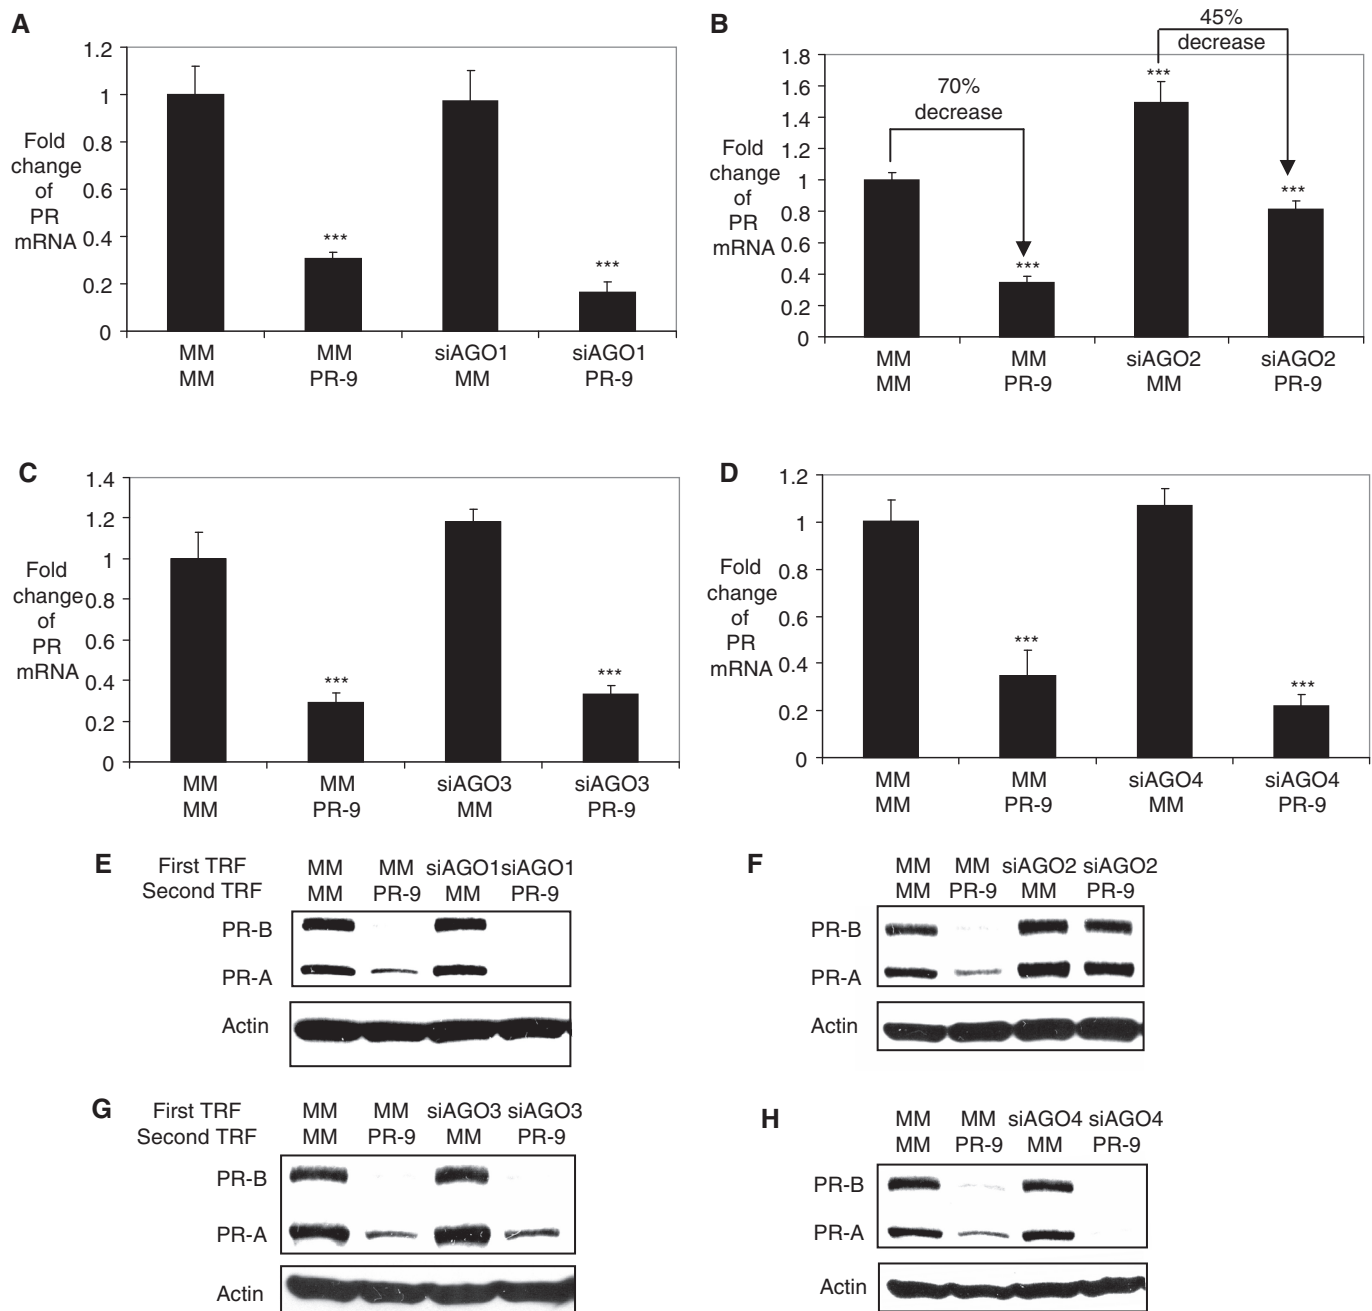 A
1.2
1
0.8
0.6
0.4
0.2
0
Fold
change
of
PR
mRNA
***
***
MM MM siAGO1 siAGO1
MM PR-9 MM PR-9
B
45%
decrease
70%
decrease
1.8
1.6
1.4
1.2
1
0.8
0.6
0.4
0.2
0
Fold
change
of
PR
mRNA
***
***
***
MM MM siAGO2 siAGO2
MM PR-9 MM PR-9
C
1.4
1.2
1
0.8
0.6
0.4
0.2
0
Fold
change
of
PR
mRNA
***
***
MM MM siAGO3 siAGO3
MM PR-9 MM PR-9
D
1.2
1
0.8
0.6
0.4
0.2
0
Fold
change
of
PR
mRNA
***
***
MM MM siAGO4 siAGO4
MM PR-9 MM PR-9
E
First TRF MM MM siAGO1 siAGO1
Second TRF MM PR-9 MM PR-9
PR-B
PR-A
Actin
F
MM MM siAGO2 siAGO2
MM PR-9 MM PR-9
PR-B
PR-A
Actin
G
First TRF MM MM siAGO3 siAGO3
Second TRF MM PR-9 MM PR-9
PR-B
PR-A
Actin
H
MM MM siAGO4 siAGO4
MM PR-9 MM PR-9
PR-B
PR-A
Actin